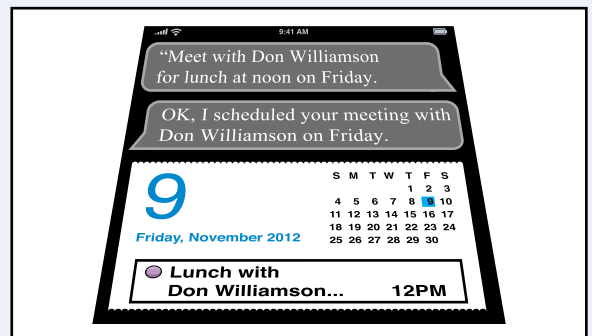 9:41 AM
“Meet with Don Williamson
for lunch at noon on Friday.
OK, I scheduled your meeting with
Don Williamson on Friday.
9
Friday, November 2012
S M T W T F S
1 2 3
4 5 6 7 8 9 10
11 12 13 14 15 16 17
18 19 20 21 22 23 24
25 26 27 28 29 30
Lunch with
Don Williamson... 12PM